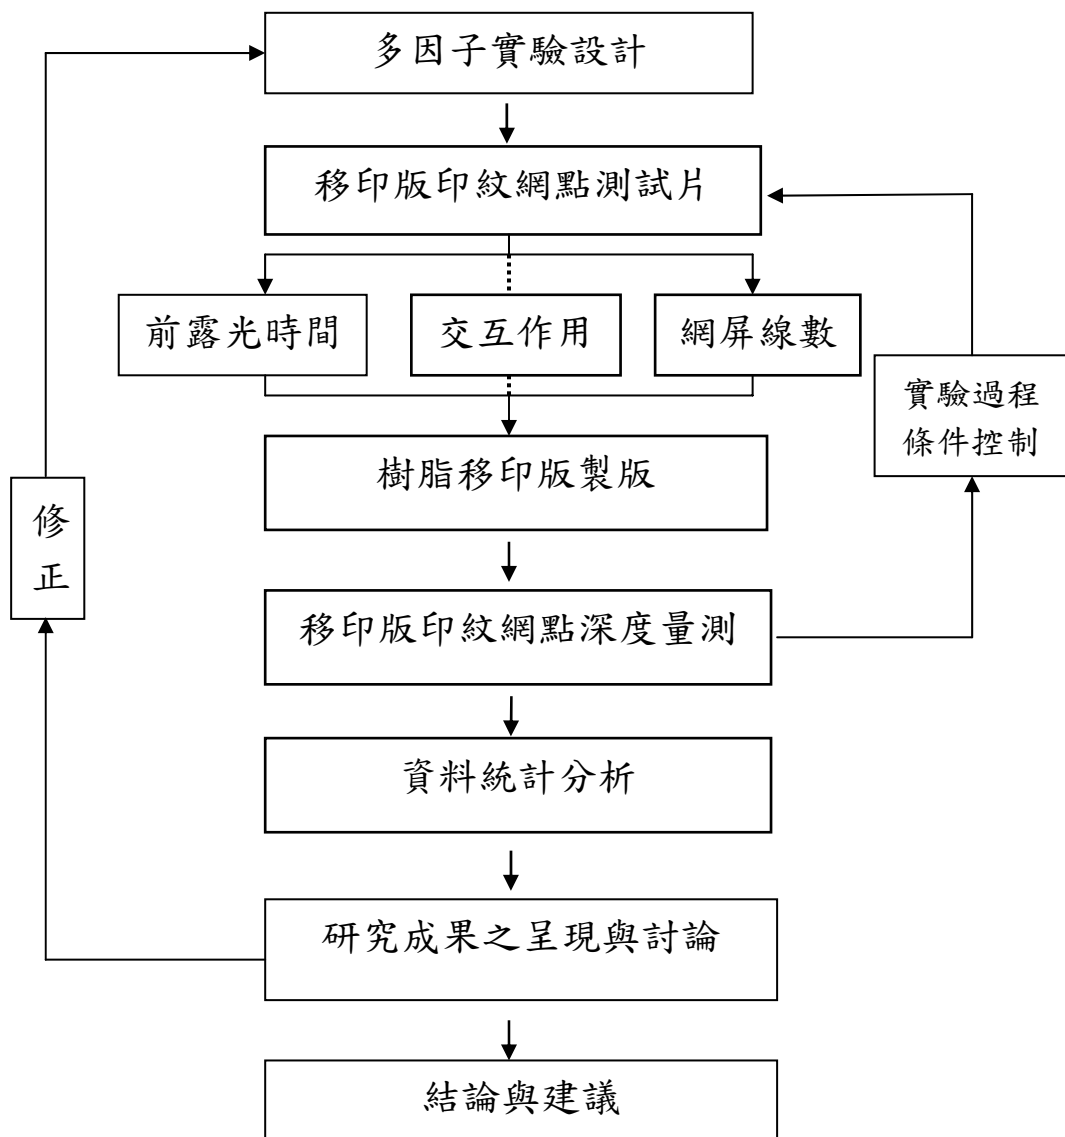 多因子實驗設計
移印版印紋網點測試片
前露光時間
交互作用
網屏線數
實驗過程
條件控制
樹脂移印版製版
修
正
移印版印紋網點深度量測
資料統計分析
研究成果之呈現與討論
結論與建議